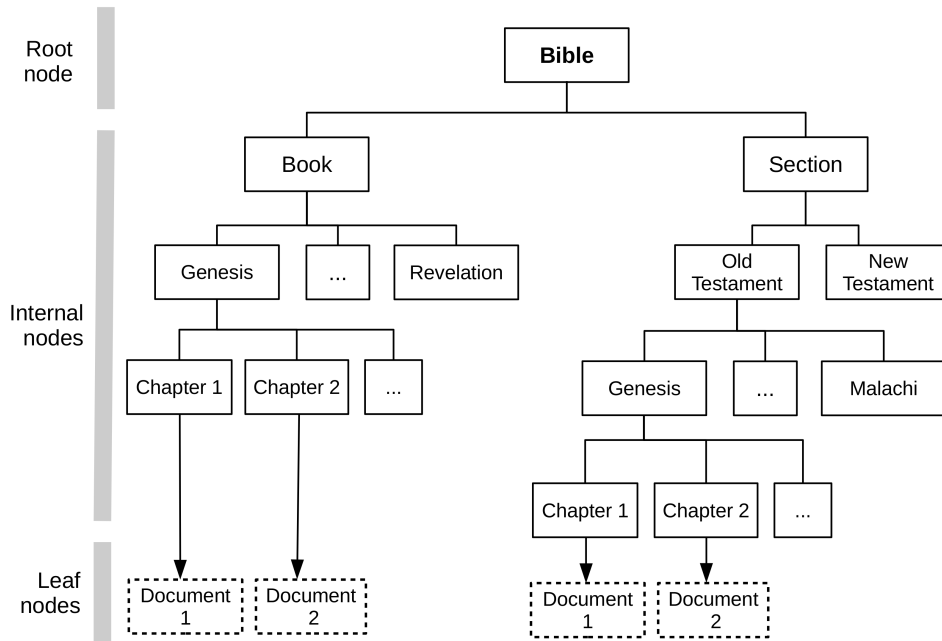 Root
node
Bible
Book
Section
Genesis
...
Revelation
Old
Testament
New
Testament
Internal
nodes
Chapter 1
Chapter 2
...
Genesis
...
Malachi
Chapter 1
Chapter 2
...
Leaf
nodes
Document
1
Document
2
Document
1
Document
2